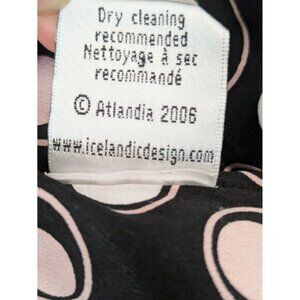 Dry cleaning
recommended
Nettoyage à sec
recommandé
© Atlandia 2006
www.icelandicdesign.com